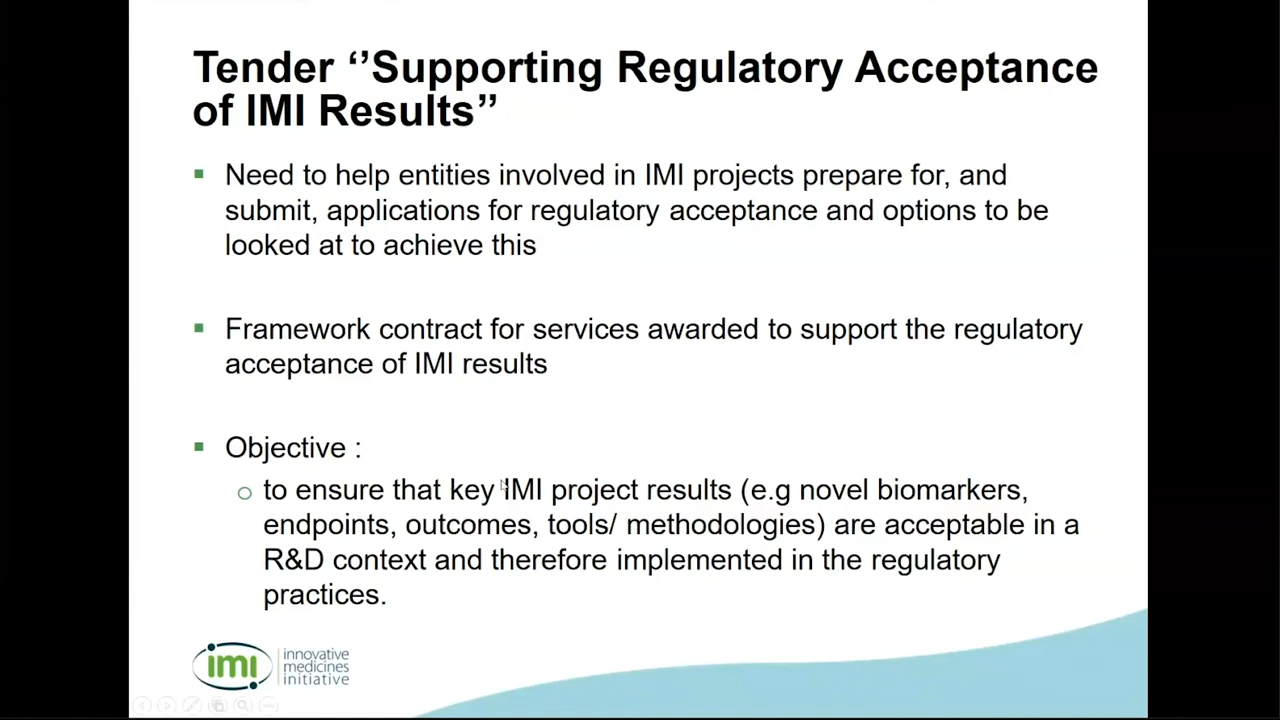 Tender ‘’Supporting Regulatory Acceptance
of IMI Results’’
Need to help entities involved in IMI projects prepare for, and
submit, applications for regulatory acceptance and options to be
looked at to achieve this
Framework contract for services awarded to support the regulatory
acceptance of IMI results
Objective :
to ensure that key IMI project results (e.g novel biomarkers,
endpoints, outcomes, tools/ methodologies) are acceptable in a
R&D context and therefore implemented in the regulatory
practices.
imi
innovative
medicines
initiative